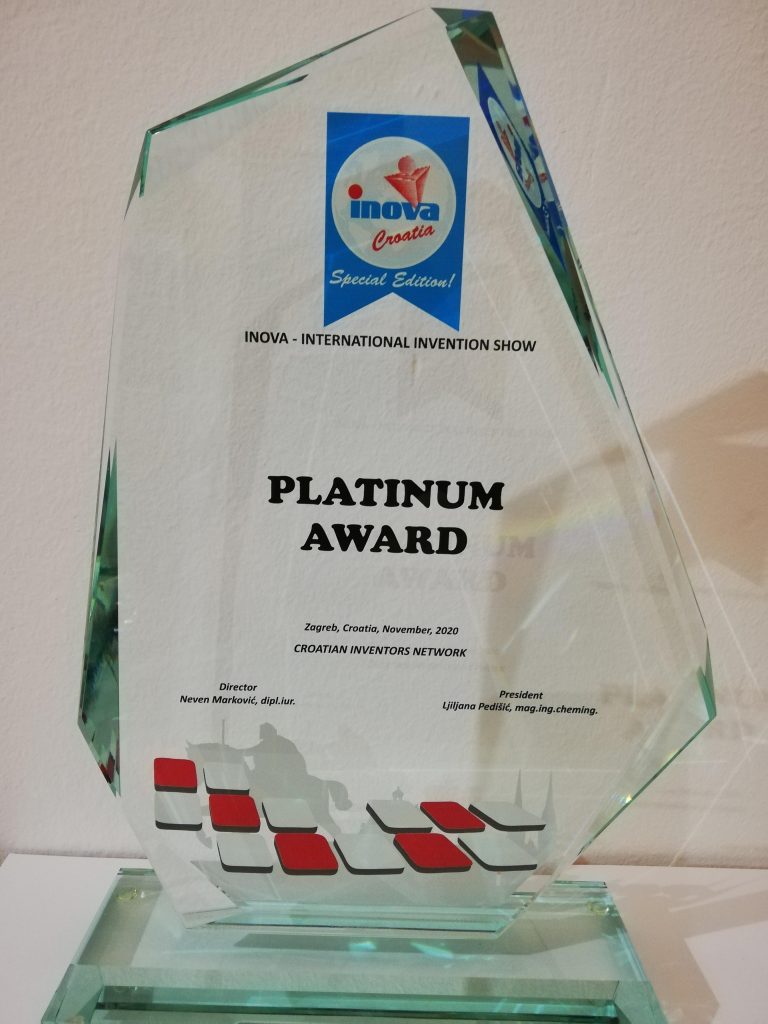 inova
Croatia
Special Edition!
INOVA - INTERNATIONAL INVENTION SHOW
PLATINUM
AWARD
Zagreb, Croatia, November, 2020
CROATIAN INVENTORS NETWORK
Director
Neven Marković, dipl.iur.
President
Ljiljana Pedišić, mag.ing.cheming.